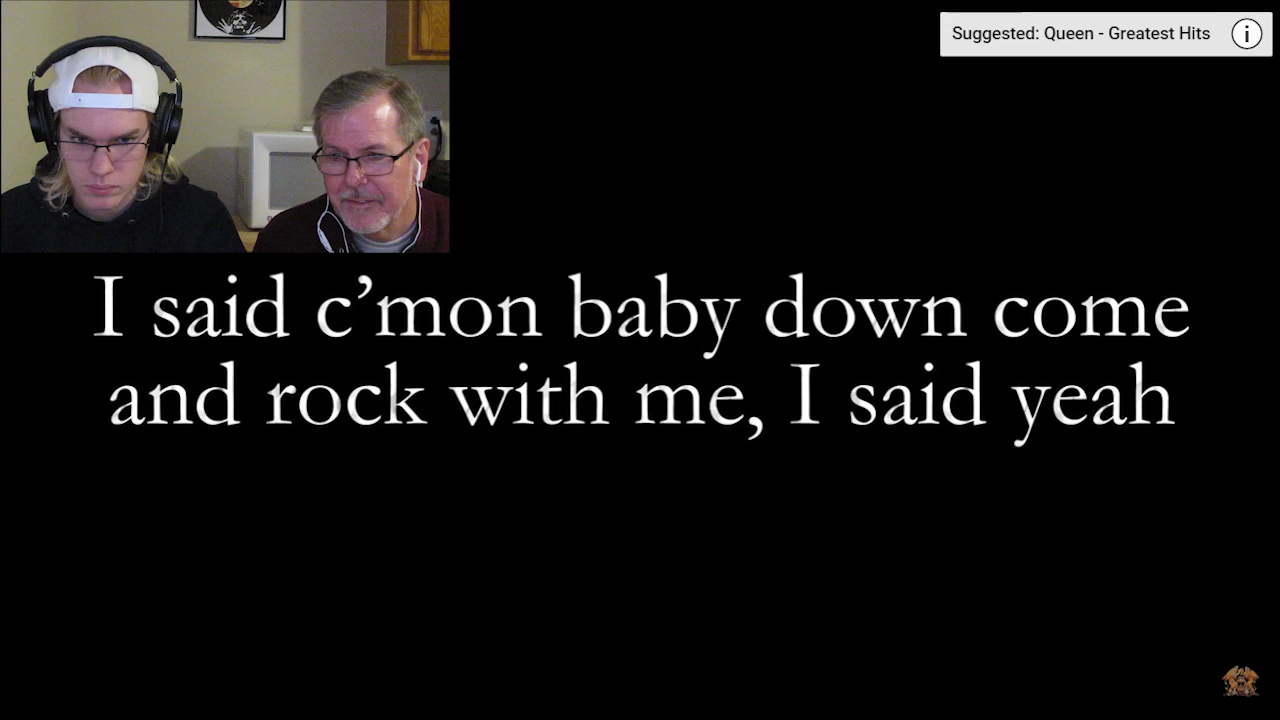 Suggested: Queen - Greatest Hits
I said c’mon baby down come
and rock with me, I said yeah